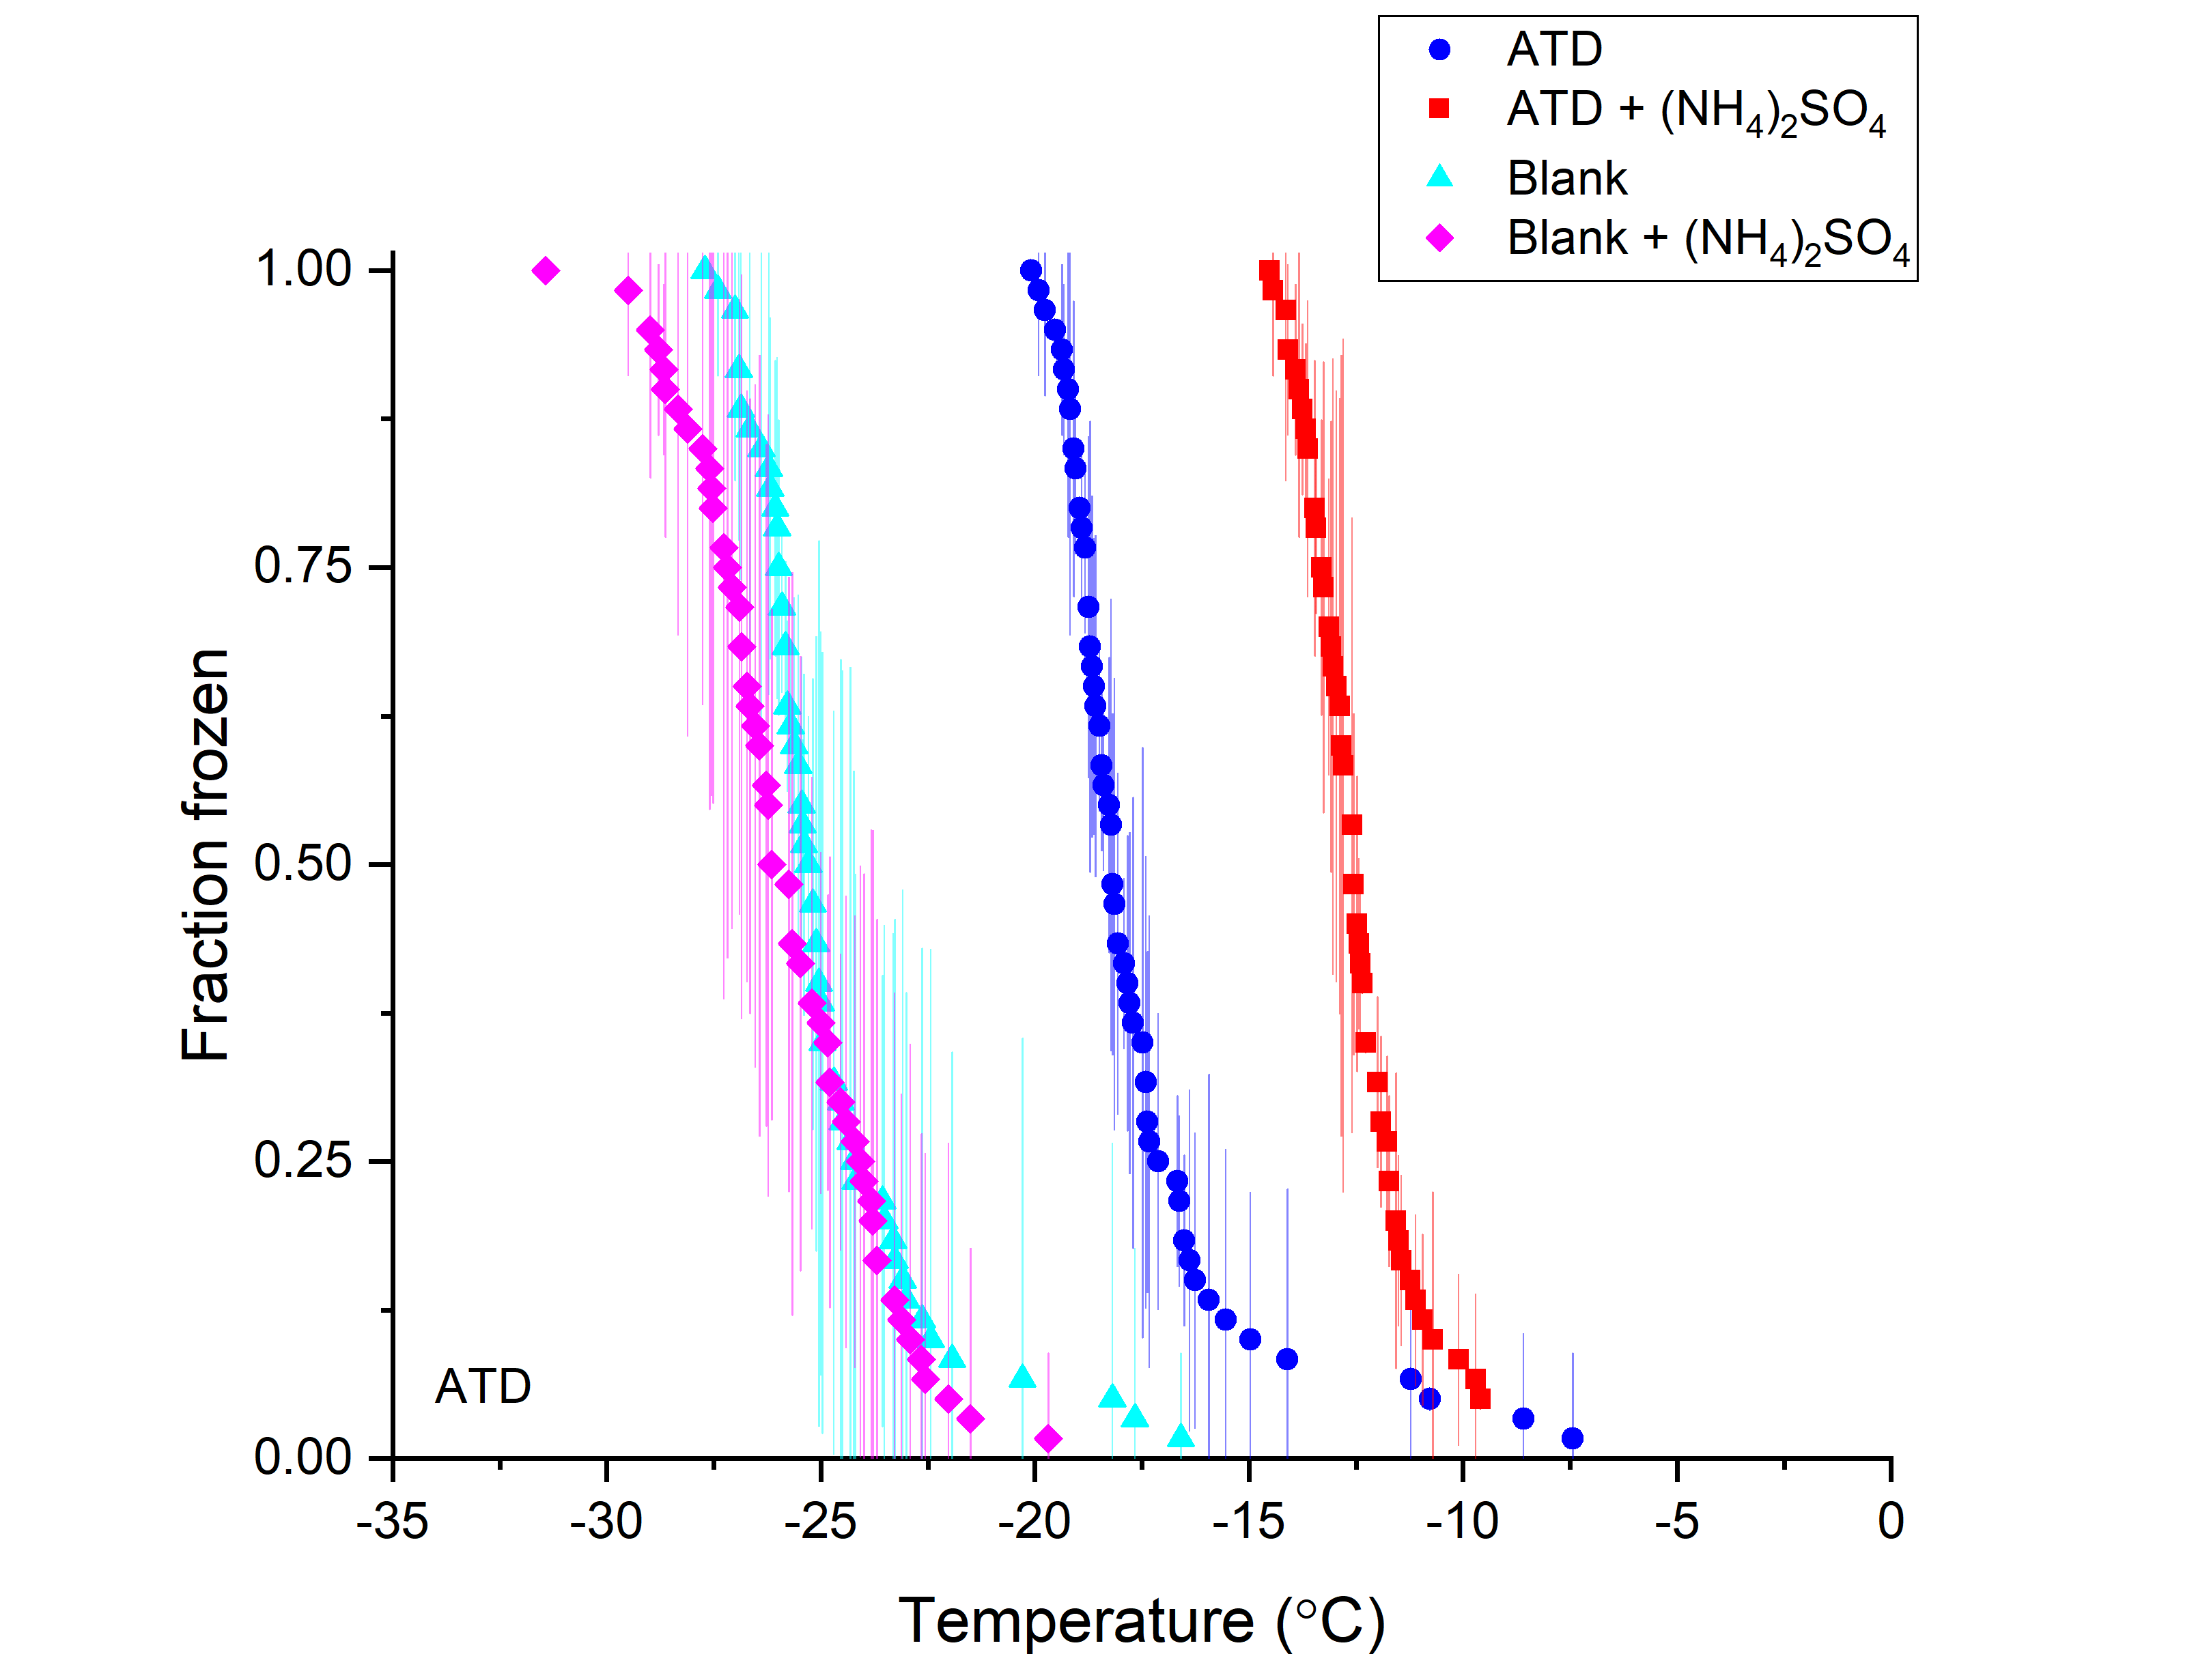 ATD
ATD + (NH₄)₂SO₄
Blank
Blank + (NH₄)₂SO₄
1.00
0.75
0.50
0.25
0.00
Fraction frozen
ATD
-35 -30 -25 -20 -15 -10 -5 0
Temperature (°C)